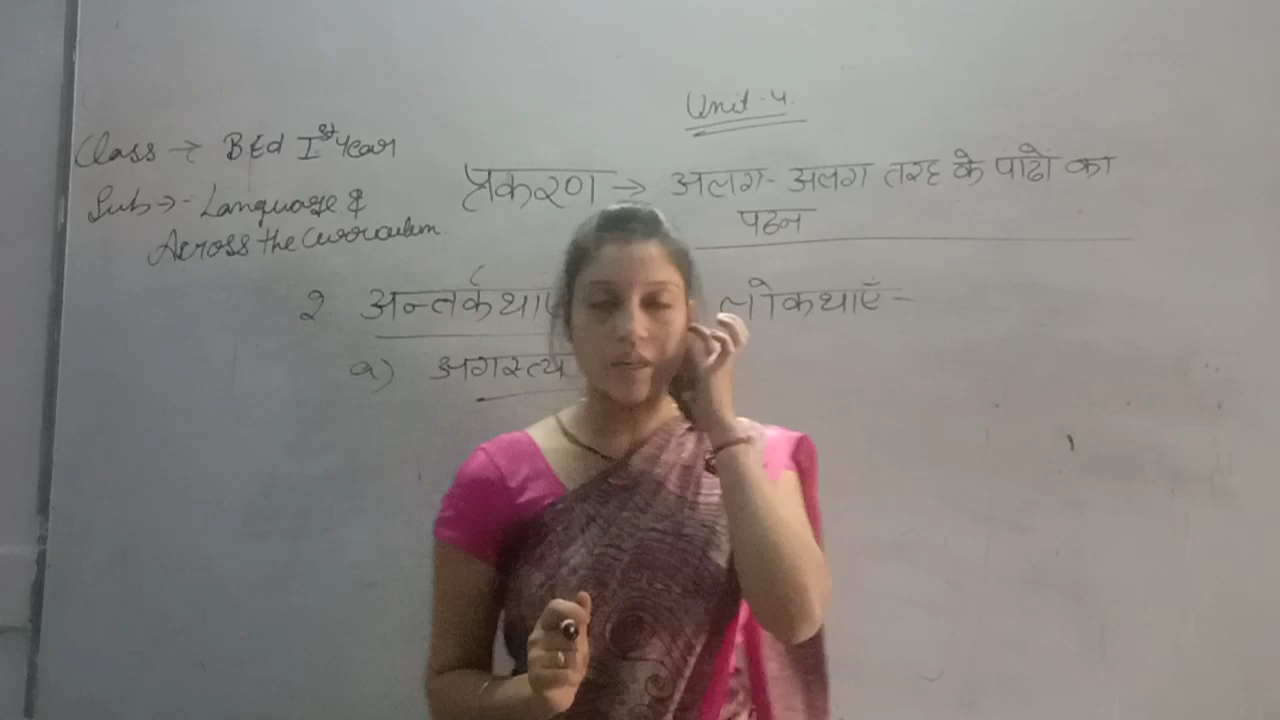 Unit - 4.
Class → B Ed Ist Year
प्रकरण → अलग- अलग तरह के पाठों का
पठन
Sub → - Language &
Across the Curriculum
2. अन्तर्कथाएँ लोकथाएँ -
a) अगस्त्य